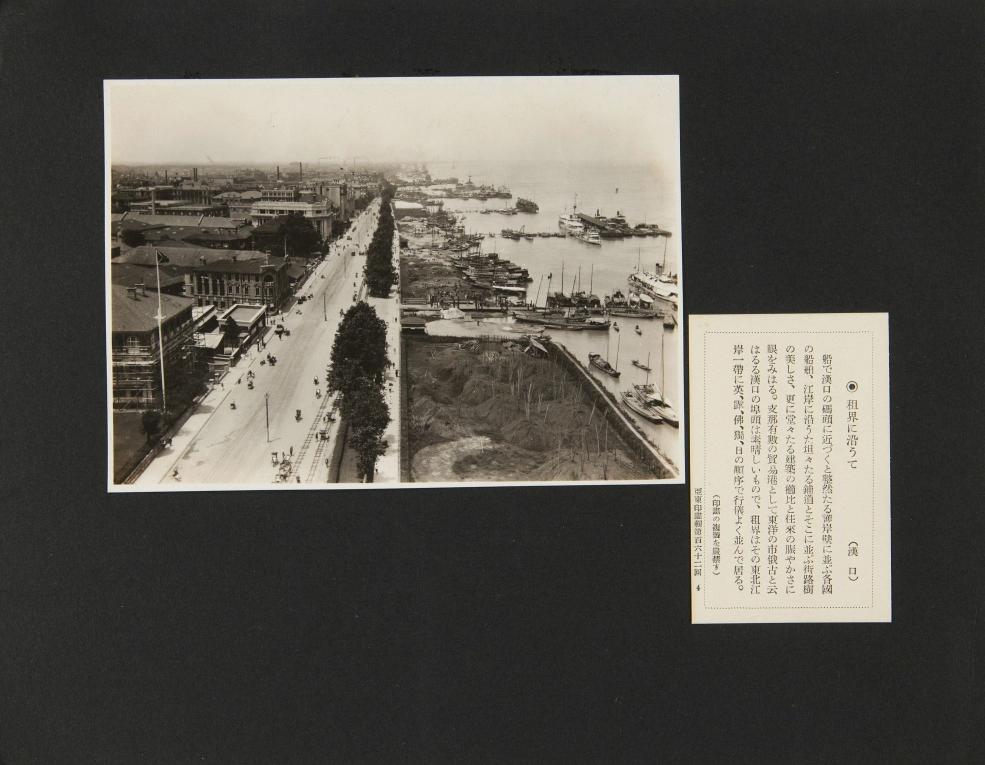 ◉ 租界に沿うて （漢口）
船で漢口の碼頭に近づくと整然たる護岸壁に並ぶ各國
の船舶、江岸に沿うた坦々たる鋪道とそこに並ぶ街路樹
の美しさ、更に堂々たる建築の櫛比と往來の賑やかさに
眼をみはる。支那有數の貿易港として東洋の市俄古と云
はるる漢口の埠頭は素晴しいもので、租界はその東北江
岸一帶に英、露、佛、獨、日の順序で行儀よく並んで居る。
（印畫の複製を嚴禁す）
亞東印畫輯第百六十二回 4